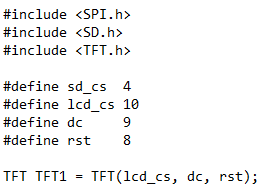 #include <SPI.h>
#include <SD.h>
#include <TFT.h>

#define sd_cs  4
#define lcd_cs 10
#define dc     9
#define rst    8

TFT TFT1 = TFT(lcd_cs, dc, rst);